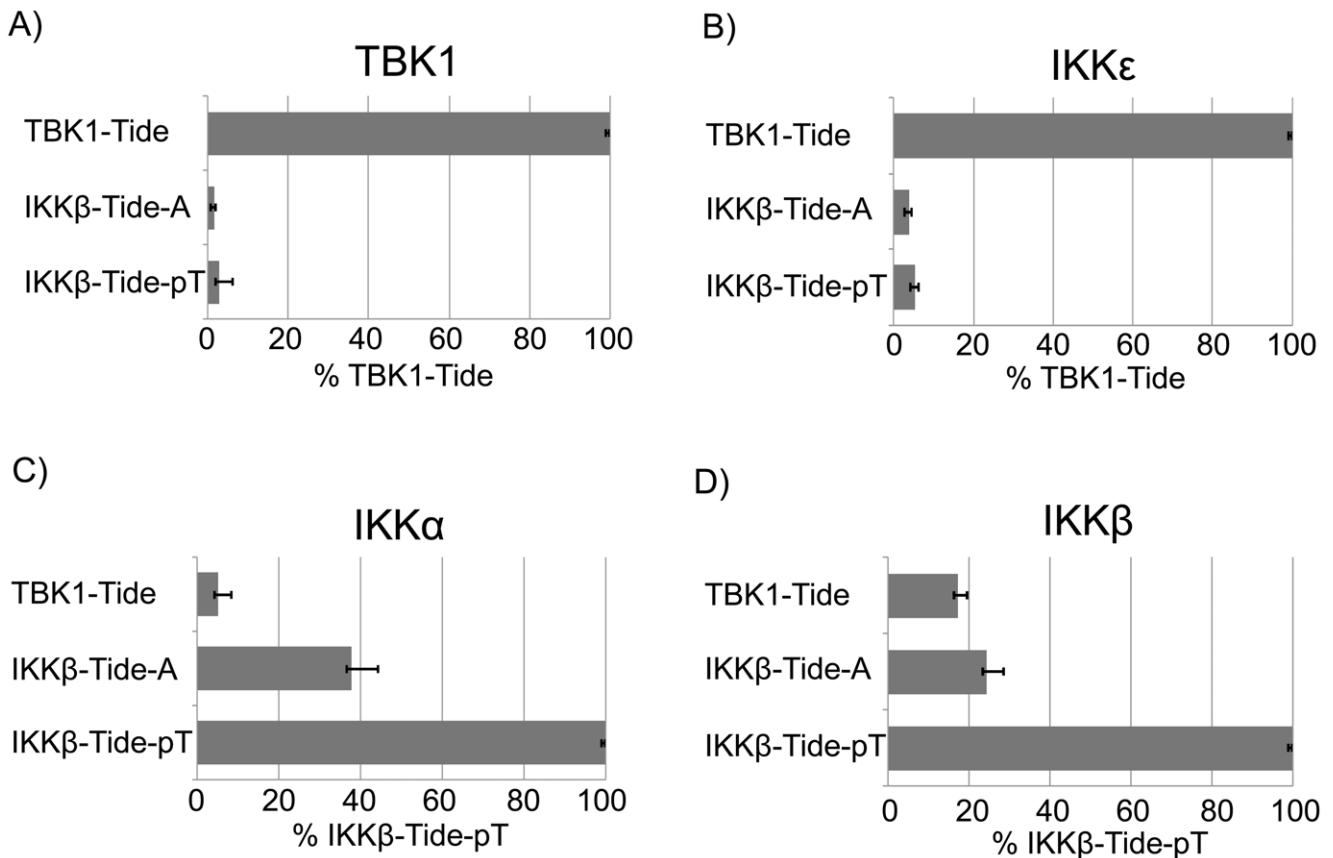 A)
TBK1
TBK1-Tide
IKKβ-Tide-A
IKKβ-Tide-pT
0 20 40 60 80 100
% TBK1-Tide
B)
IKKε
TBK1-Tide
IKKβ-Tide-A
IKKβ-Tide-pT
0 20 40 60 80 100
% TBK1-Tide
C)
IKKα
TBK1-Tide
IKKβ-Tide-A
IKKβ-Tide-pT
0 20 40 60 80 100
% IKKβ-Tide-pT
D)
IKKβ
TBK1-Tide
IKKβ-Tide-A
IKKβ-Tide-pT
0 20 40 60 80 100
% IKKβ-Tide-pT